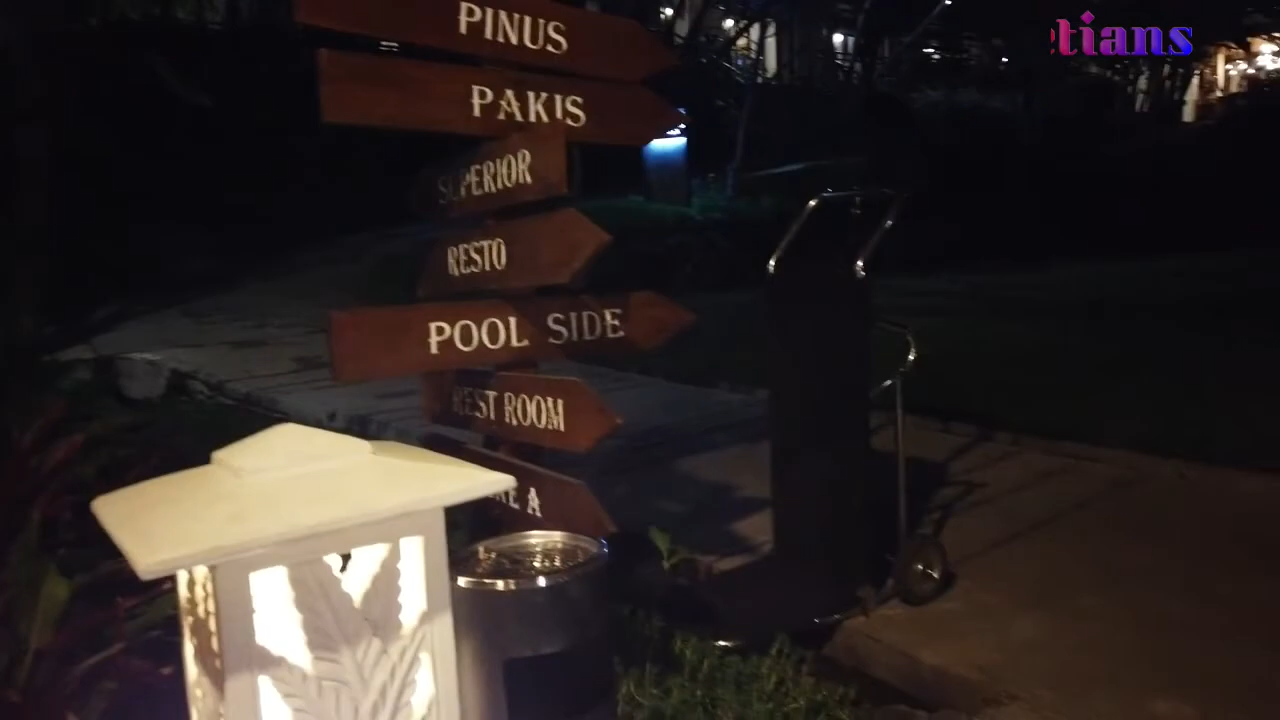 tians
PINUS
PAKIS
SUPERIOR
RESTO
POOL SIDE
REST ROOM
A